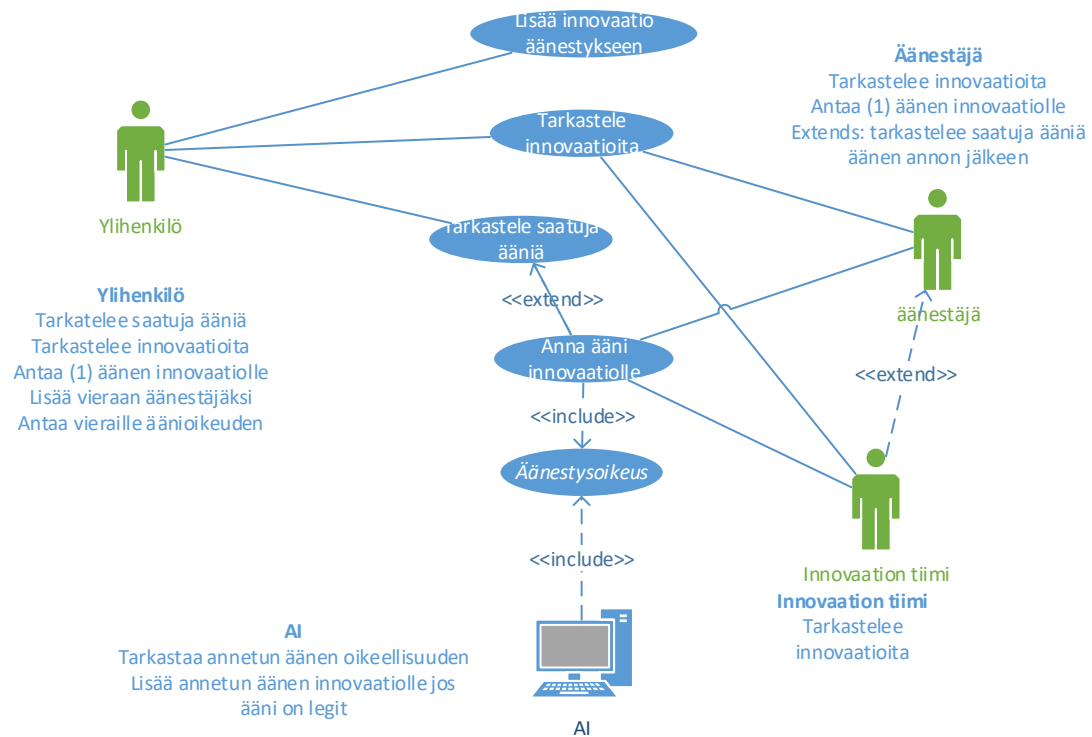 Lisää innovaatio
äänestykseen
Äänestäjä
Tarkastelee innovaatioita
Antaa (1) äänen innovaatiolle
Extends: tarkastelee saatuja ääniä
äänen annon jälkeen
Tarkastele
innovaatioita
Ylihenkilö
Tarkastele saatuja
ääniä
<<extend>>
äänestäjä
Ylihenkilö
Tarkatelee saatuja ääniä
Tarkastelee innovaatioita
Antaa (1) äänen innovaatiolle
Lisää vieraan äänestäjäksi
Antaa vieraille äänioikeuden
Anna ääni
innovaatiolle
<<extend>>
<<include>>
Äänestysoikeus
<<include>>
Innovaation tiimi
Innovaation tiimi
Tarkastelee
innovaatioita
AI
Tarkastaa annetun äänen oikeellisuuden
Lisää annetun äänen innovaatiolle jos
ääni on legit
AI